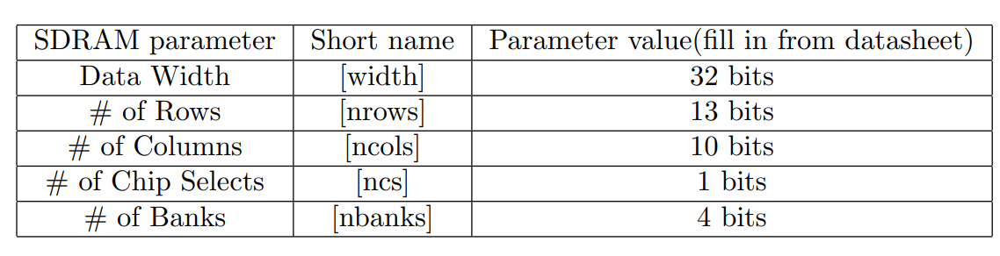 SDRAM parameter Short name Parameter value(fill in from datasheet)
Data Width [width] 32 bits
# of Rows [nrows] 13 bits
# of Columns [ncols] 10 bits
# of Chip Selects [ncs] 1 bits
# of Banks [nbanks] 4 bits